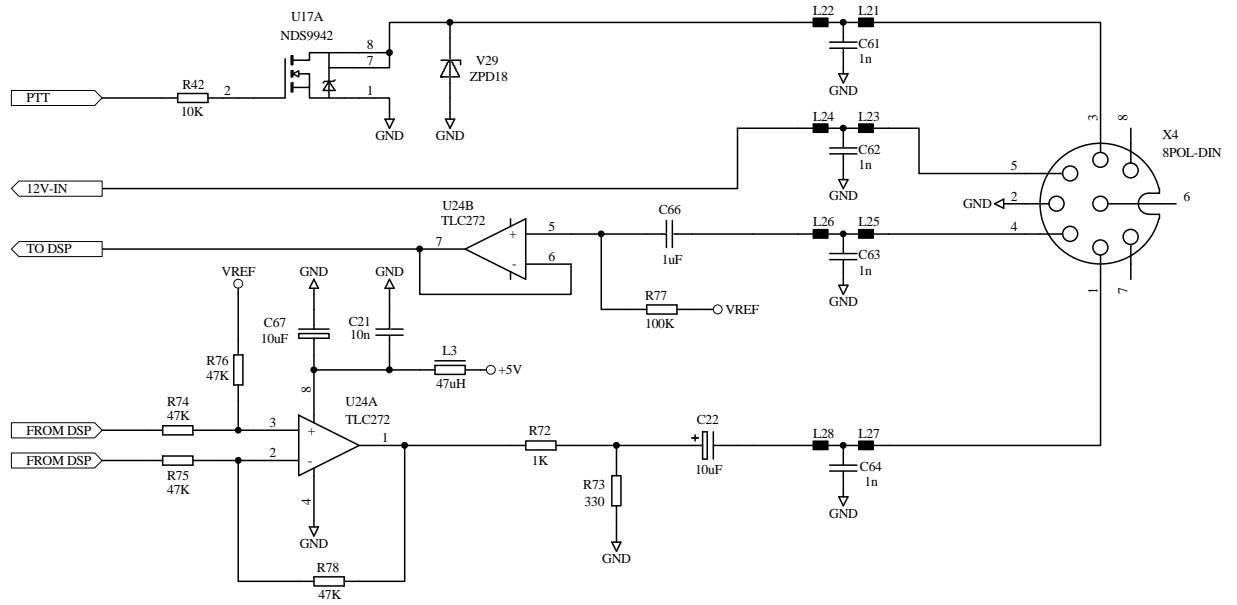 U17A
NDS9942
L22
L21
8
7
C61
1n
GND
V29
ZPD18
R42
10K
2
1
PTT
GND
GND
L24
L23
3
8
X4
8POL-DIN
C62
1n
GND
5
12V-IN
GND
2
6
U24B
TLC272
C66
1uF
L26
L25
+
5
4
TO DSP
7
-
6
C63
1n
GND
VREF
GND
GND
R77
100K
VREF
1
7
C67
10uF
C21
10n
R76
47K
L3
47uH
+5V
8
U24A
TLC272
R74
47K
FROM DSP
3
+
1
R72
1K
C22
+
10uF
L28
L27
FROM DSP
2
-
R75
47K
C64
1n
GND
R73
330
4
GND
GND
R78
47K